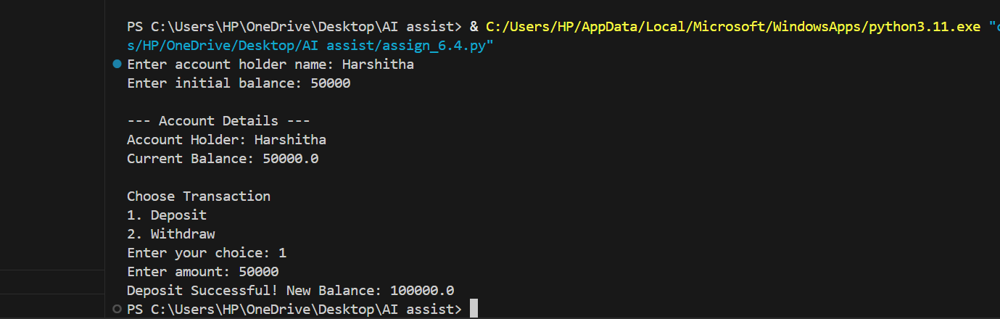 PS C:\Users\HP\OneDrive\Desktop\AI assist> & C:/Users/HP/AppData/Local/Microsoft/WindowsApps/python3.11.exe "c
s/HP/OneDrive/Desktop/AI assist/assign_6.4.py"
Enter account holder name: Harshitha
Enter initial balance: 50000
--- Account Details ---
Account Holder: Harshitha
Current Balance: 50000.0
Choose Transaction
1. Deposit
2. Withdraw
Enter your choice: 1
Enter amount: 50000
Deposit Successful! New Balance: 100000.0
PS C:\Users\HP\OneDrive\Desktop\AI assist>